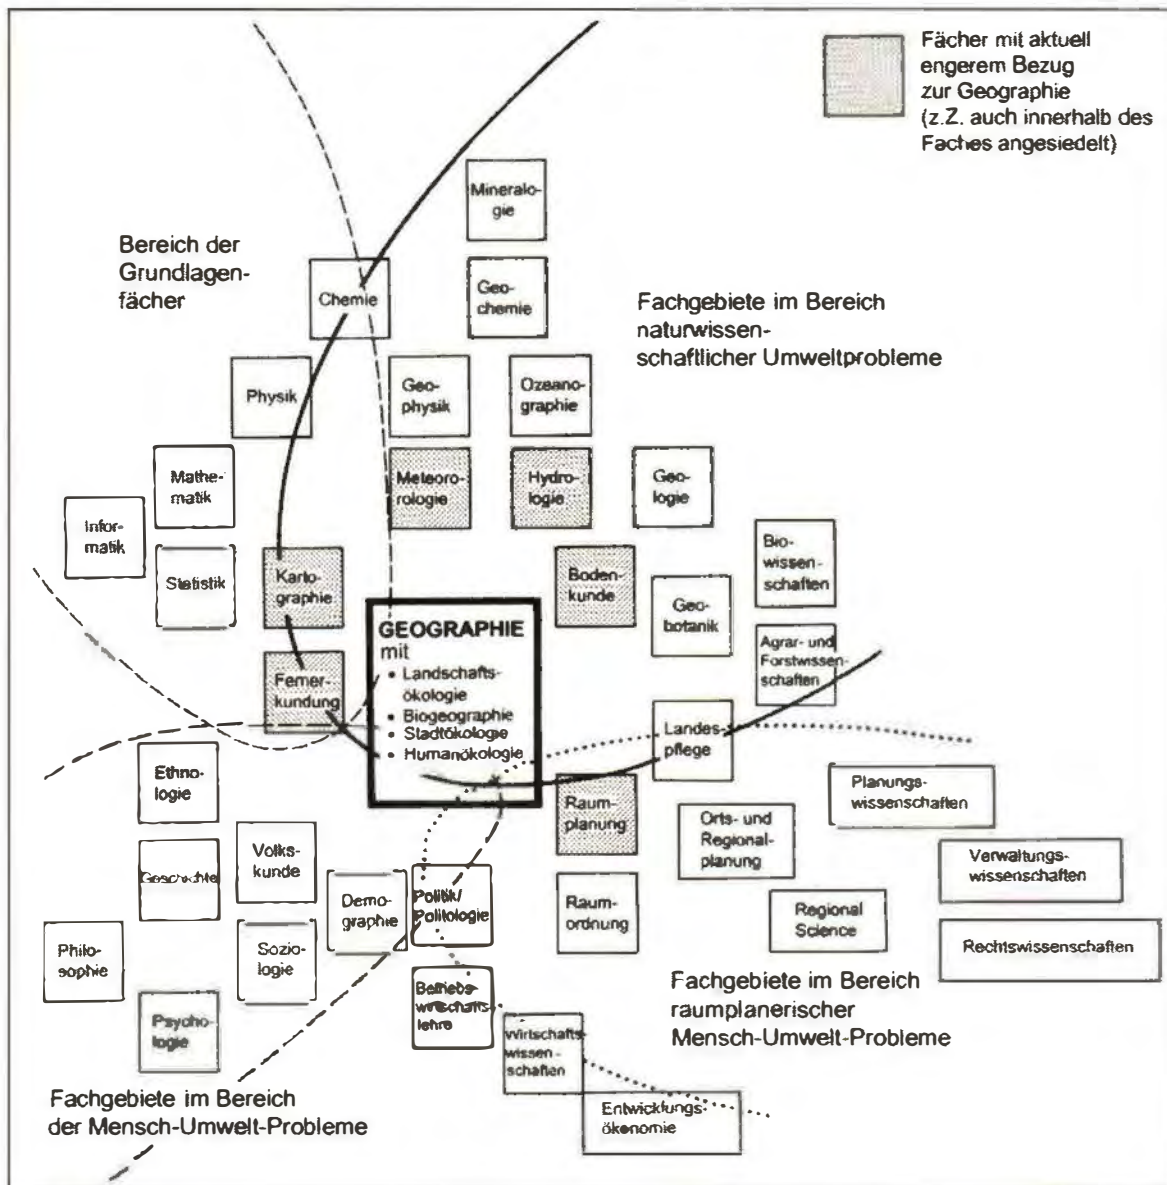 Fächer mit aktuell
engerem Bezug
zur Geographie
(z.Z. auch innerhalb des
Faches angesiedelt)
Mineralo-
gie
Bereich der
Grundlagen-
fächer
Chemie
Geo-
chemie
Fachgebiete im Bereich
naturwissen-
schaftlicher Umweltprobleme
Physik
Geo-
physik
Ozeano-
graphie
Mathe-
matik
Meteoro-
rologie
Hydro-
logie
Geo-
logie
Infor-
matik
Statistik
Karto-
graphie
Boden-
kunde
Geo-
botanik
Bio-
wissen-
schaften
Agrar- und
Forstwissen-
schaften
GEOGRAPHIE
mit
• Landschafts-
ökologie
• Biogeographie
• Stadtökologie
• Humanökologie
Ferner-
kundung
Landes-
pflege
Ethno-
logie
Raum-
planung
Orts- und
Regional-
planung
Planungs-
wissenschaften
Verwaltungs-
wissenschaften
Geschichte
Volks-
kunde
Demo-
graphie
Politik/
Politologie
Raum-
ordnung
Regional
Science
Rechtswissenschaften
Philo-
sophie
Sozio-
logie
Psycho-
logie
Betriebs-
wirtschafts-
lehre
Wirtschafts-
wissen-
schaften
Entwicklungs-
ökonomie
Fachgebiete im Bereich
raumplanerischer
Mensch-Umwelt-Probleme
Fachgebiete im Bereich
der Mensch-Umwelt-Probleme